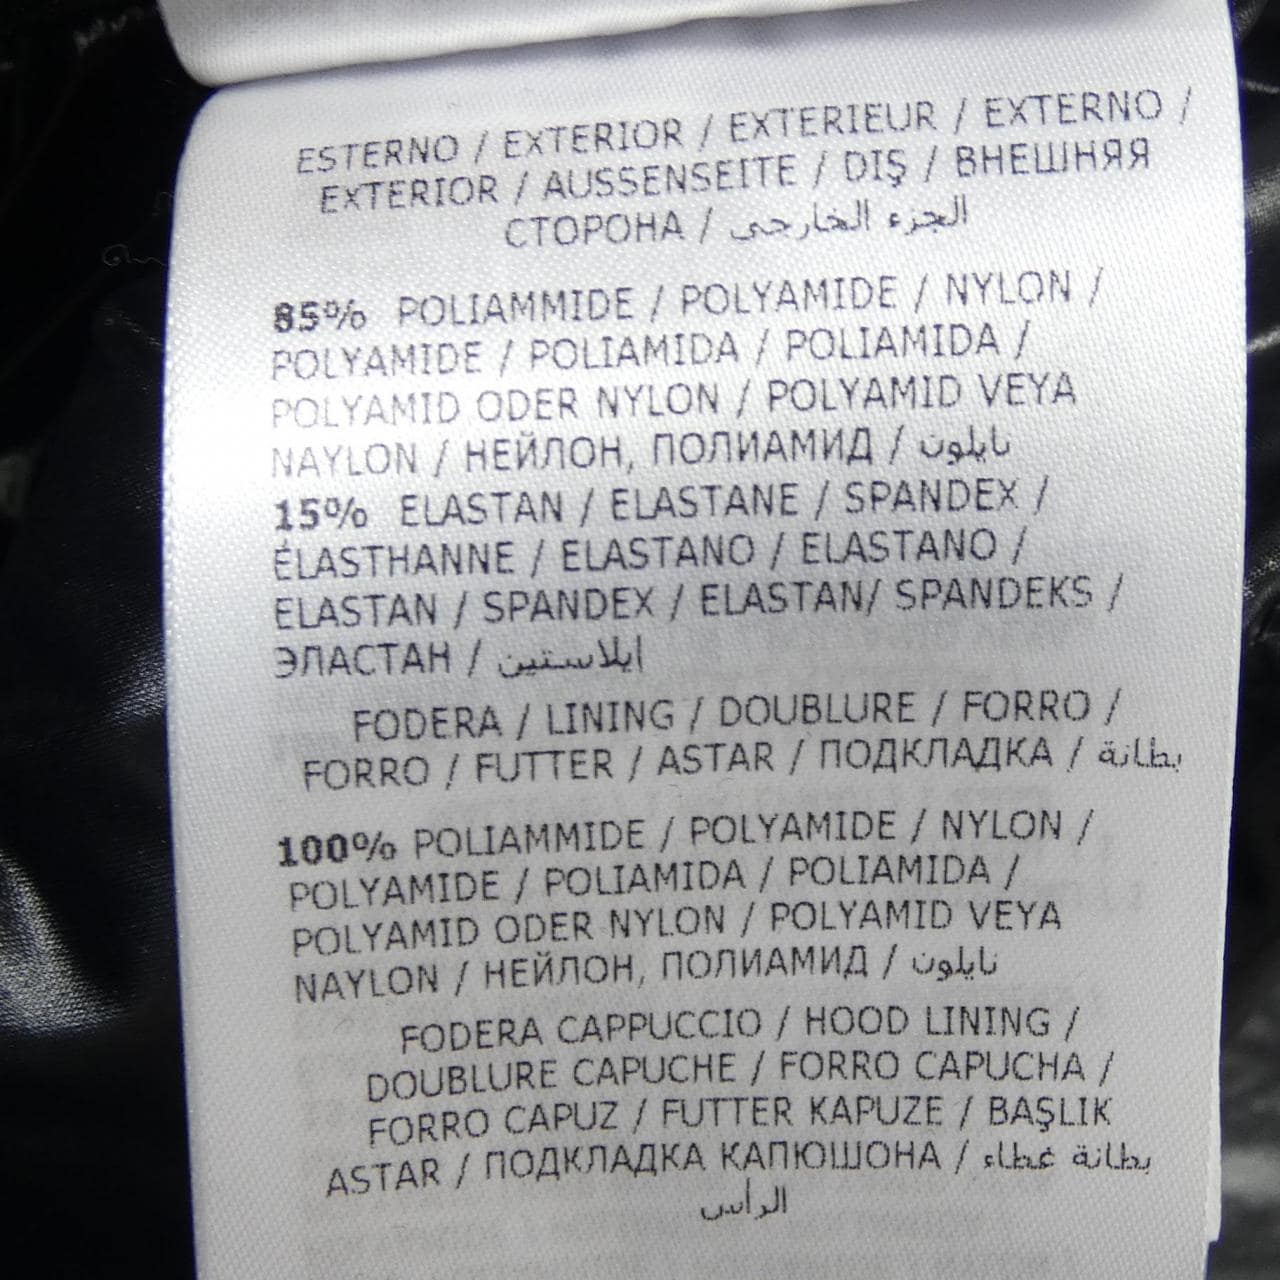 ESTERNO / EXTERIOR / EXTERIEUR / EXTERNO /
EXTERIOR / AUSSENSEITE / DIŞ / ВНЕШНЯЯ
СТОРОНА / الجزء الخارجى
85% POLIAMMIDE / POLYAMIDE / NYLON /
POLYAMIDE / POLIAMIDA / POLIAMIDA /
POLYAMID ODER NYLON / POLYAMID VEYA
NAYLON / НЕЙЛОН, ПОЛИАМИД / نايلون
15% ELASTAN / ELASTANE / SPANDEX /
ÉLASTHANNE / ELASTANO / ELASTANO /
ELASTAN / SPANDEX / ELASTAN/ SPANDEKS /
ЭЛАСТАН / ايلاستين
FODERA / LINING / DOUBLURE / FORRO /
FORRO / FUTTER / ASTAR / ПОДКЛАДКА / بطانة
100% POLIAMMIDE / POLYAMIDE / NYLON /
POLYAMIDE / POLIAMIDA / POLIAMIDA /
POLYAMID ODER NYLON / POLYAMID VEYA
NAYLON / НЕЙЛОН, ПОЛИАМИД / نايلون
FODERA CAPPUCCIO / HOOD LINING /
DOUBLURE CAPUCHE / FORRO CAPUCHA /
FORRO CAPUZ / FUTTER KAPUZE / BAŞLIK
ASTAR / ПОДКЛАДКА КАПЮШОНА / بطانة غطاء
الرأس